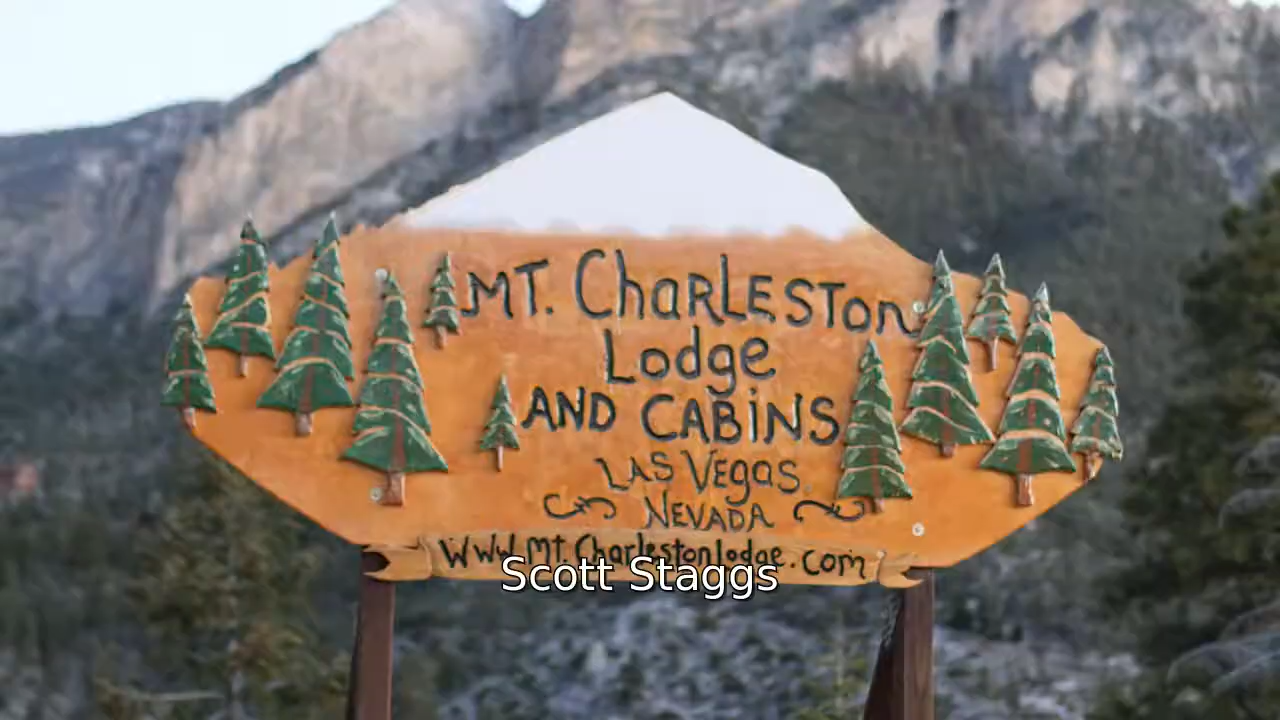 MT. CharLESTon
Lodge
AND CABiNS
LAS VegaS
NEVADA
WWW.Mt.Charlestonlodge.com
Scott Staggs